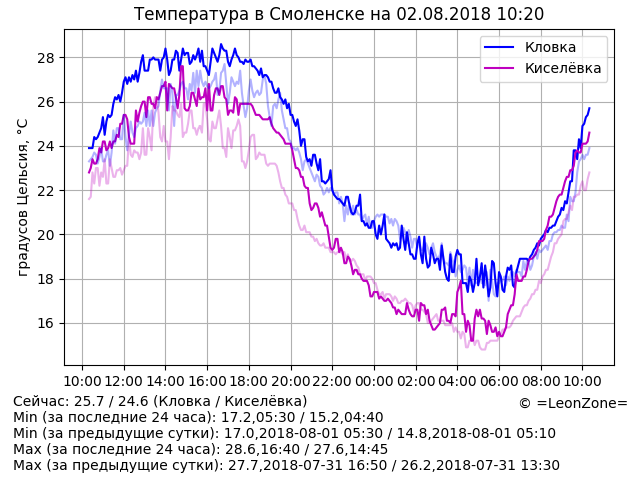 Температура в Смоленске на 02.08.2018 10:20
Кловка
Киселёвка
градусов Цельсия, °C
28
26
24
22
20
18
16
10:00 12:00 14:00 16:00 18:00 20:00 22:00 00:00 02:00 04:00 06:00 08:00 10:00
Сейчас: 25.7 / 24.6 (Кловка / Киселёвка)
© =LeonZone=
Min (за последние 24 часа): 17.2,05:30 / 15.2,04:40
Min (за предыдущие сутки): 17.0,2018-08-01 05:30 / 14.8,2018-08-01 05:10
Max (за последние 24 часа): 28.6,16:40 / 27.6,14:45
Max (за предыдущие сутки): 27.7,2018-07-31 16:50 / 26.2,2018-07-31 13:30